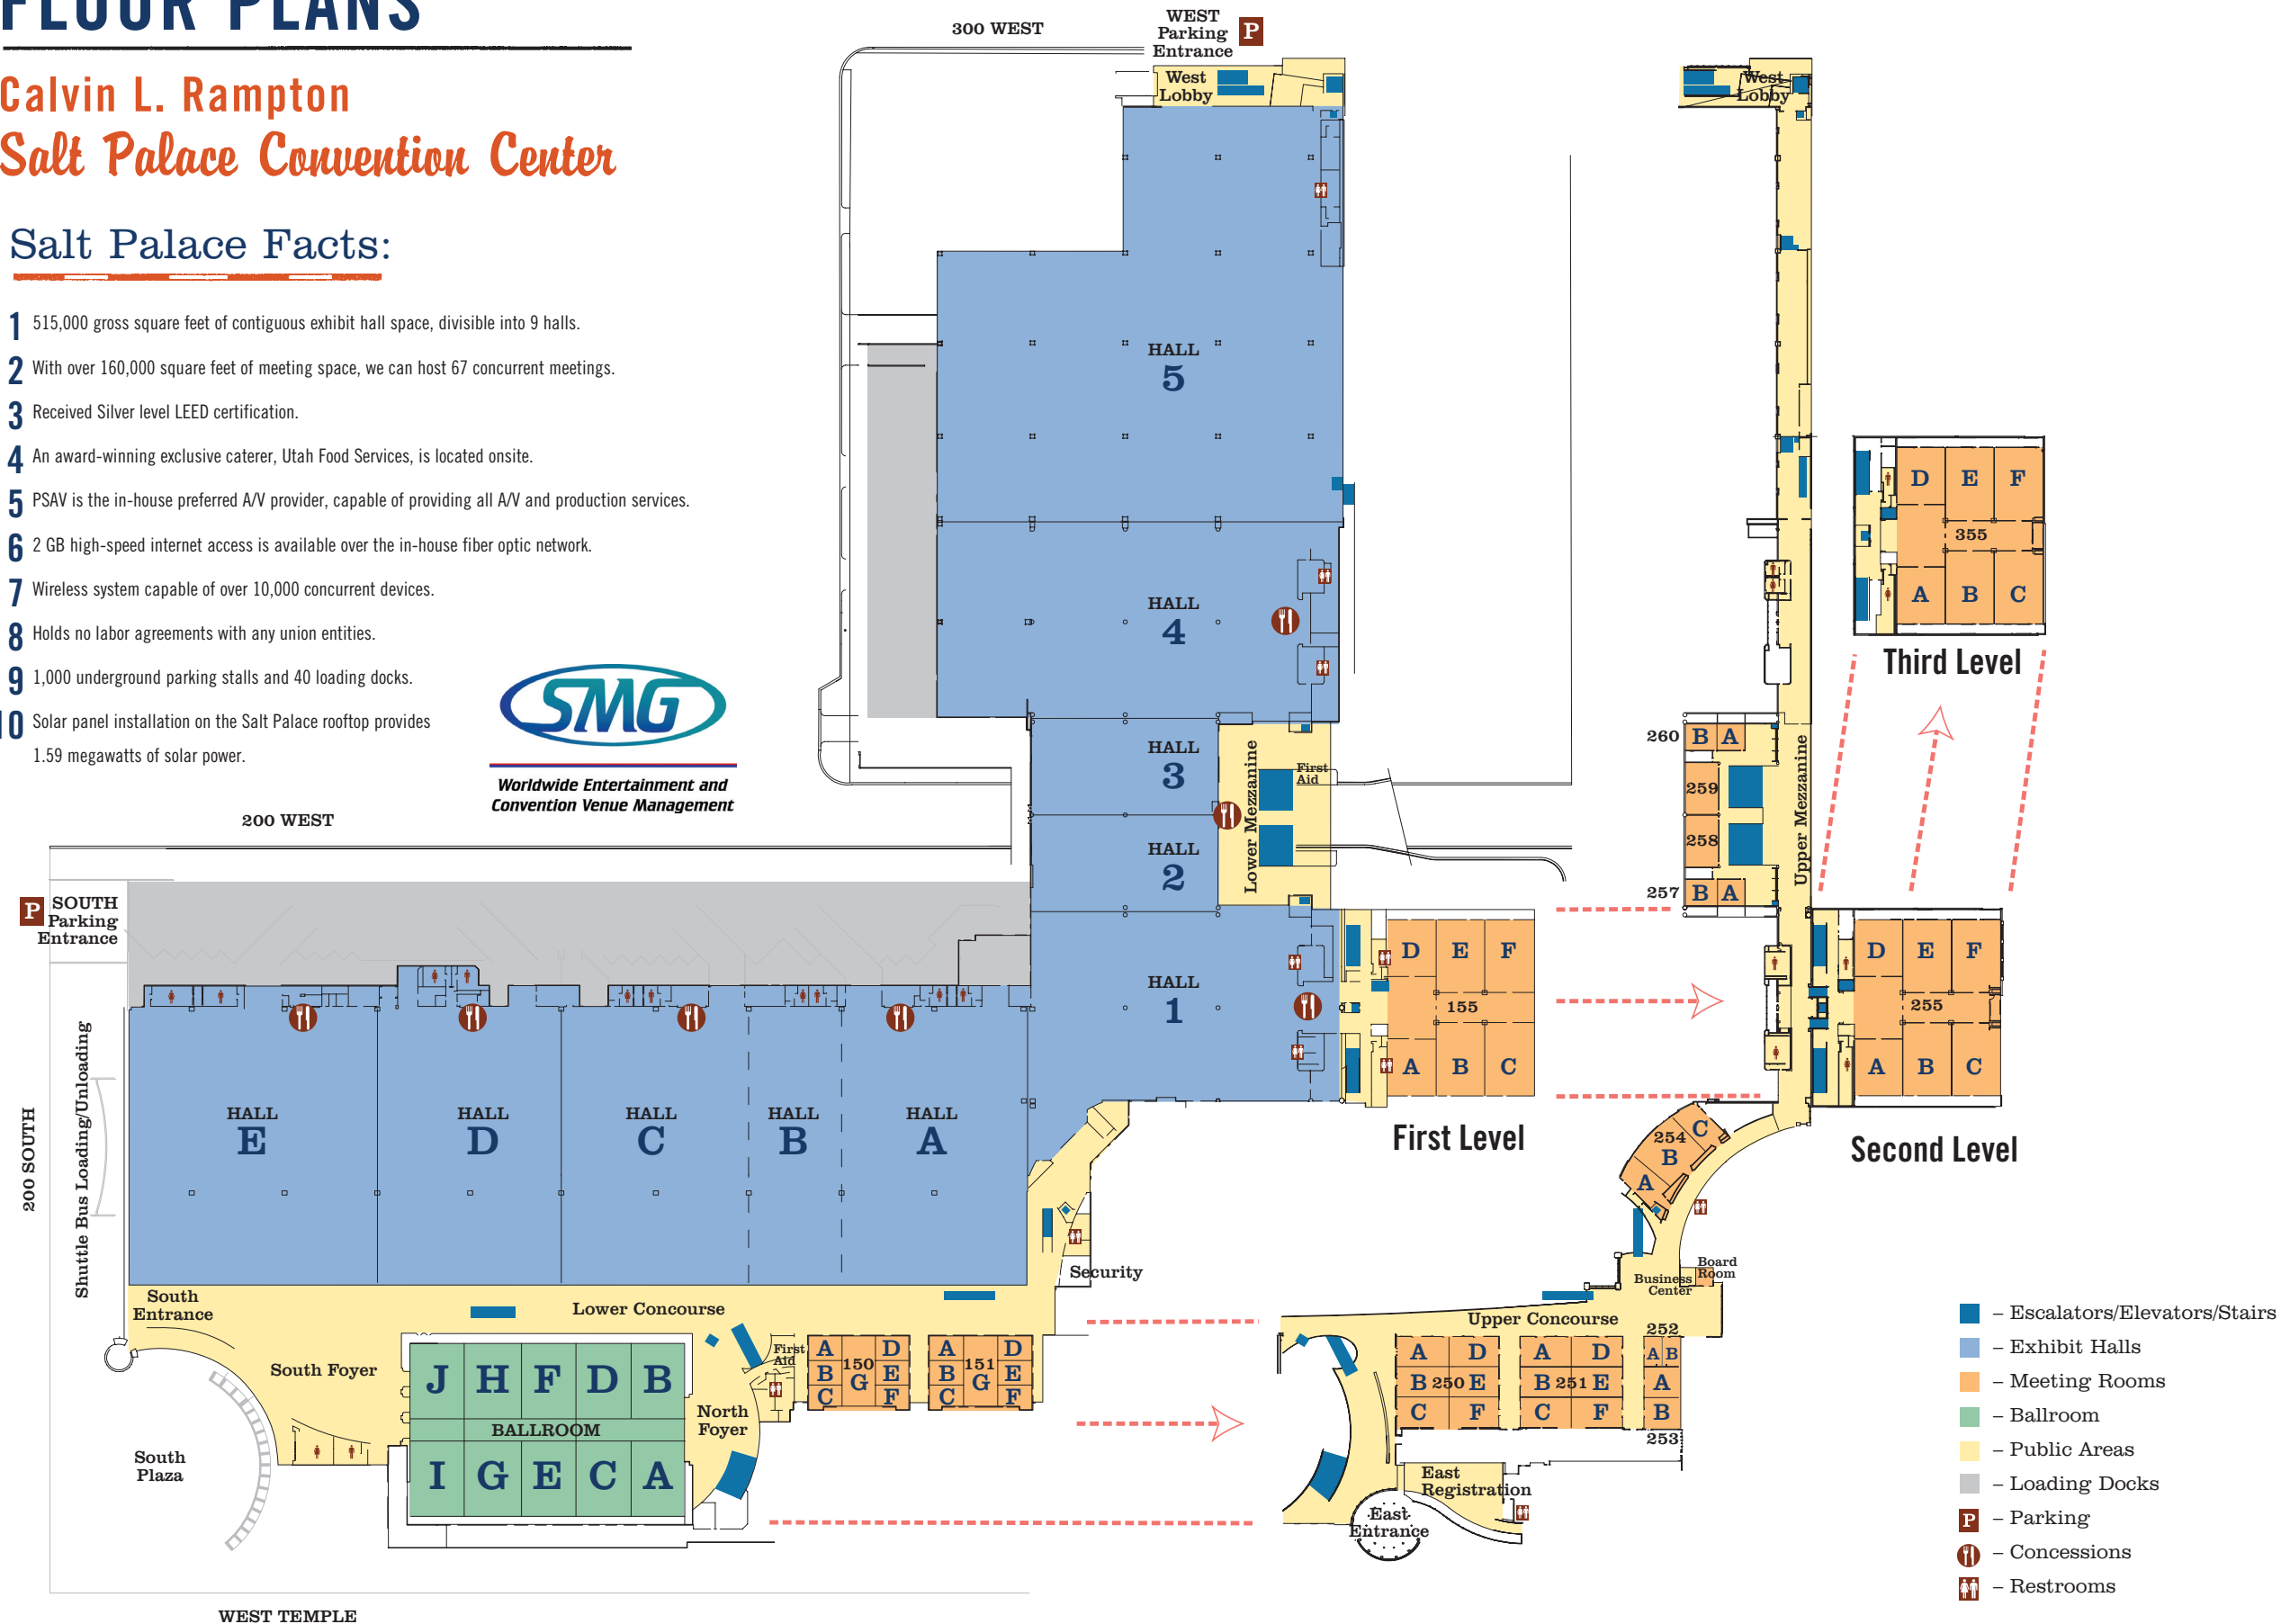 FLOOR PLANS
Calvin L. Rampton
Salt Palace Convention Center
Salt Palace Facts:
1 515,000 gross square feet of contiguous exhibit hall space, divisible into 9 halls.
2 With over 160,000 square feet of meeting space, we can host 67 concurrent meetings.
3 Received Silver level LEED certification.
4 An award-winning exclusive caterer, Utah Food Services, is located onsite.
5 PSAV is the in-house preferred A/V provider, capable of providing all A/V and production services.
6 2 GB high-speed internet access is available over the in-house fiber optic network.
7 Wireless system capable of over 10,000 concurrent devices.
8 Holds no labor agreements with any union entities.
9 1,000 underground parking stalls and 40 loading docks.
10 Solar panel installation on the Salt Palace rooftop provides
1.59 megawatts of solar power.
SMG
Worldwide Entertainment and
Convention Venue Management
300 WEST
WEST
Parking
Entrance
P
West
Lobby
HALL
5
HALL
4
HALL
3
HALL
2
HALL
1
Lower Mezzanine
First
Aid
200 WEST
P
SOUTH
Parking
Entrance
200 SOUTH
Shuttle Bus Loading/Unloading
HALL
E
HALL
D
HALL
C
HALL
B
HALL
A
D E F
155
A B C
First Level
Security
South
Entrance
Lower Concourse
South Foyer
South
Plaza
J H F D B
BALLROOM
I G E C A
North
Foyer
First
Aid
A D
150
B G E
C F
A D
151
B G E
C F
WEST TEMPLE
West
Lobby
Upper Mezzanine
260 B A
259
258
257 B A
D E F
355
A B C
Third Level
D E F
255
A B C
Second Level
254
C
B
A
Board
Room
Business
Center
Upper Concourse
252
A D
B 250 E
C F
A D
B 251 E
C F
A B
A
B
253
East
Registration
East
Entrance
– Escalators/Elevators/Stairs
– Exhibit Halls
– Meeting Rooms
– Ballroom
– Public Areas
– Loading Docks
P – Parking
– Concessions
– Restrooms